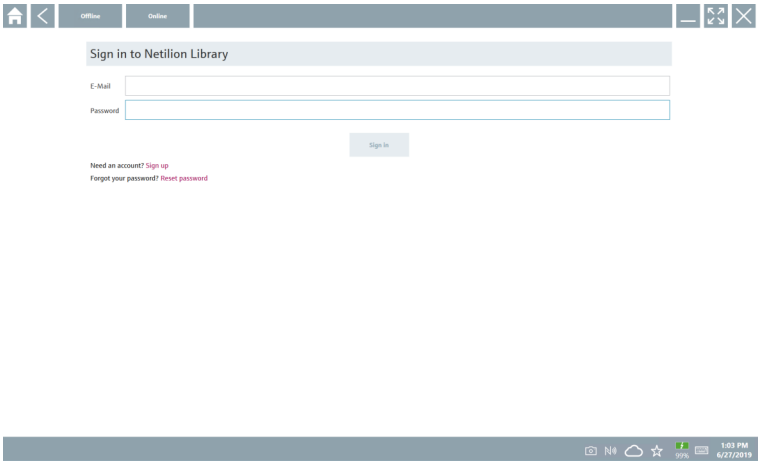 Offline Online
Sign in to Netilion Library
E-Mail
Password
Sign in
Need an account? Sign up
Forgot your password? Reset password
99%
1:03 PM
6/27/2019